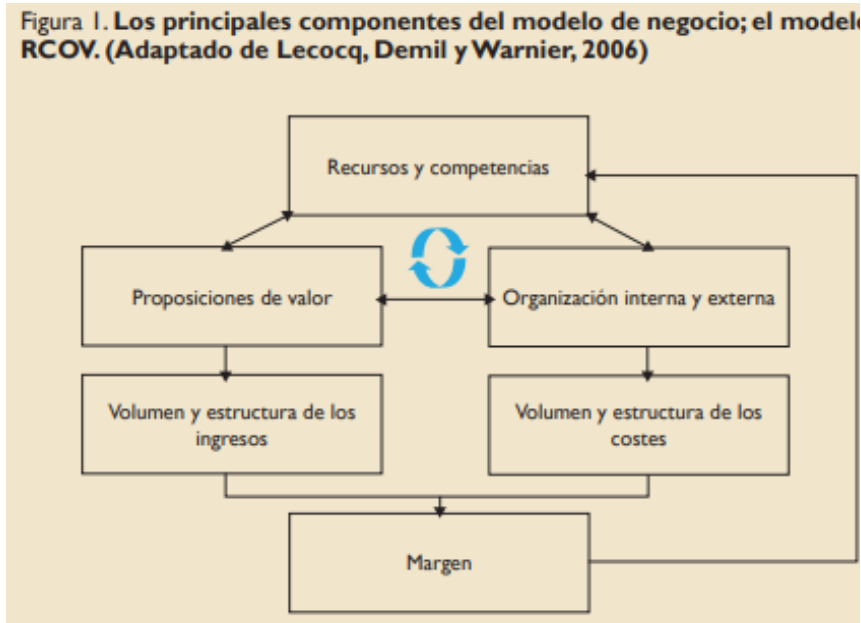 Figura 1. Los principales componentes del modelo de negocio; el modelo
RCOV. (Adaptado de Lecocq, Demil y Warnier, 2006)
Recursos y competencias
Proposiciones de valor
Organización interna y externa
Volumen y estructura de los
ingresos
Volumen y estructura de los
costes
Margen